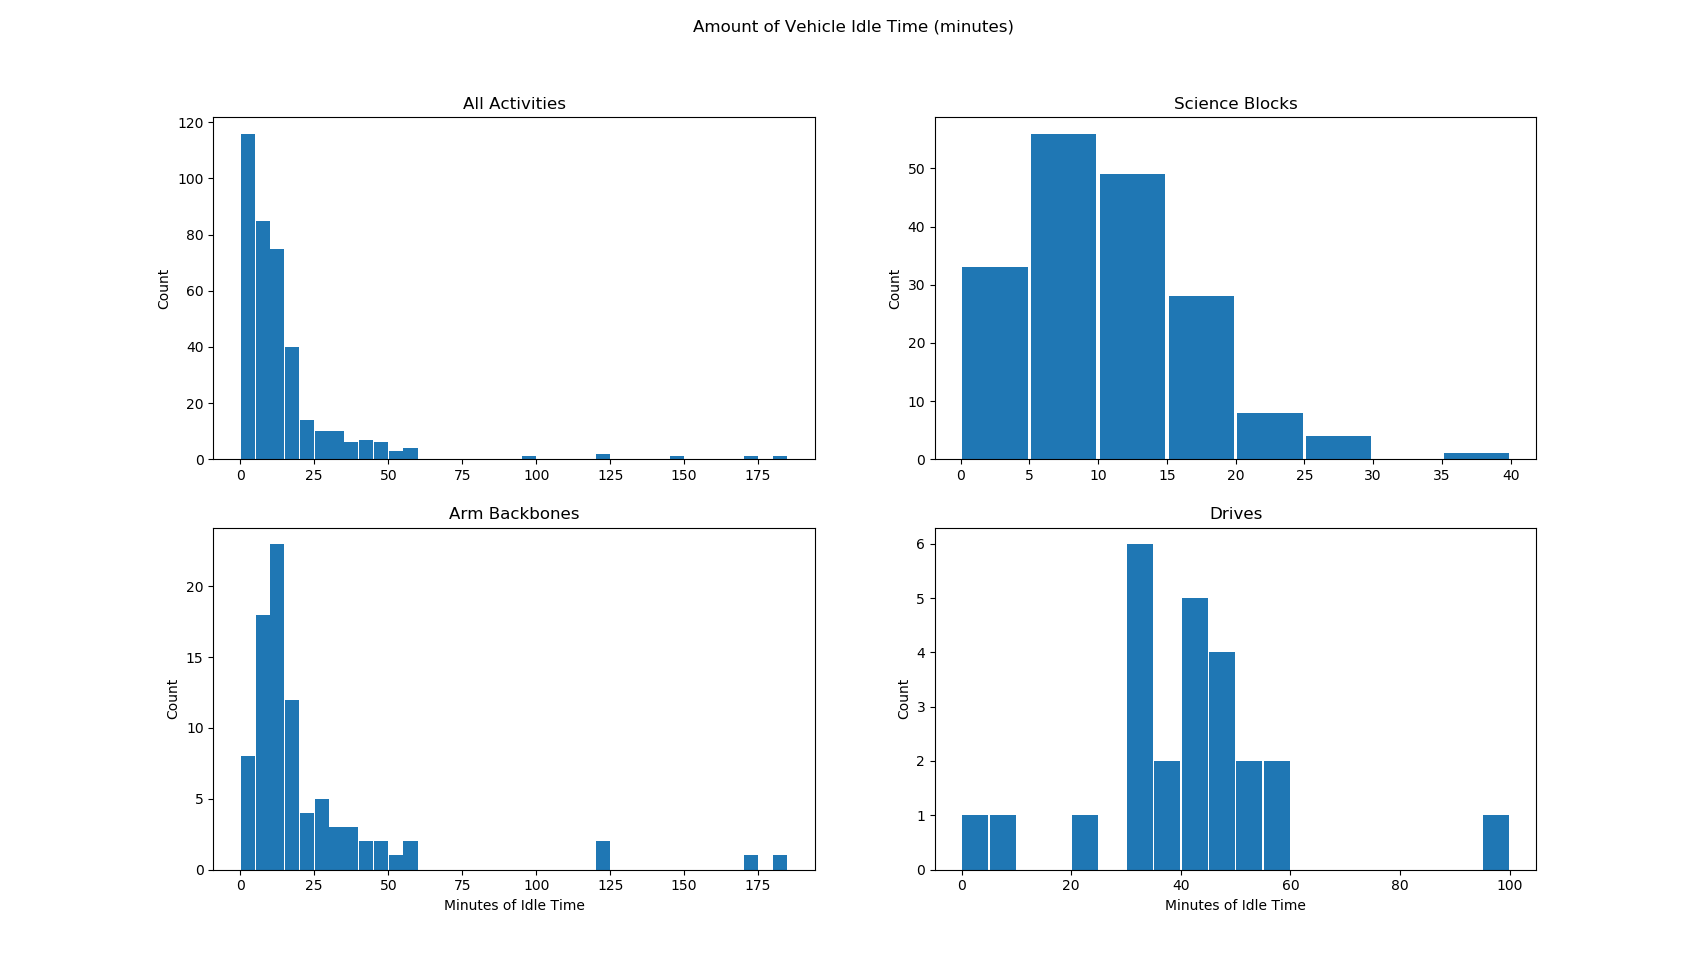 Amount of Vehicle Idle Time (minutes)
All Activities
Count
120
100
80
60
40
20
0
0 25 50 75 100 125 150 175
Science Blocks
Count
50
40
30
20
10
0
0 5 10 15 20 25 30 35 40
Arm Backbones
Count
20
15
10
5
0
0 25 50 75 100 125 150 175
Minutes of Idle Time
Drives
Count
6
5
4
3
2
1
0
0 20 40 60 80 100
Minutes of Idle Time